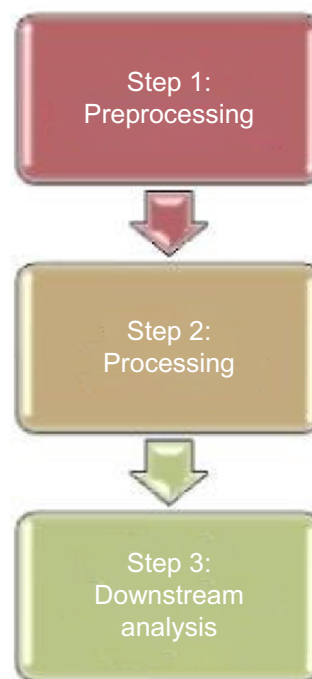 Step 1:
Preprocessing
Step 2:
Processing
Step 3:
Downstream
analysis